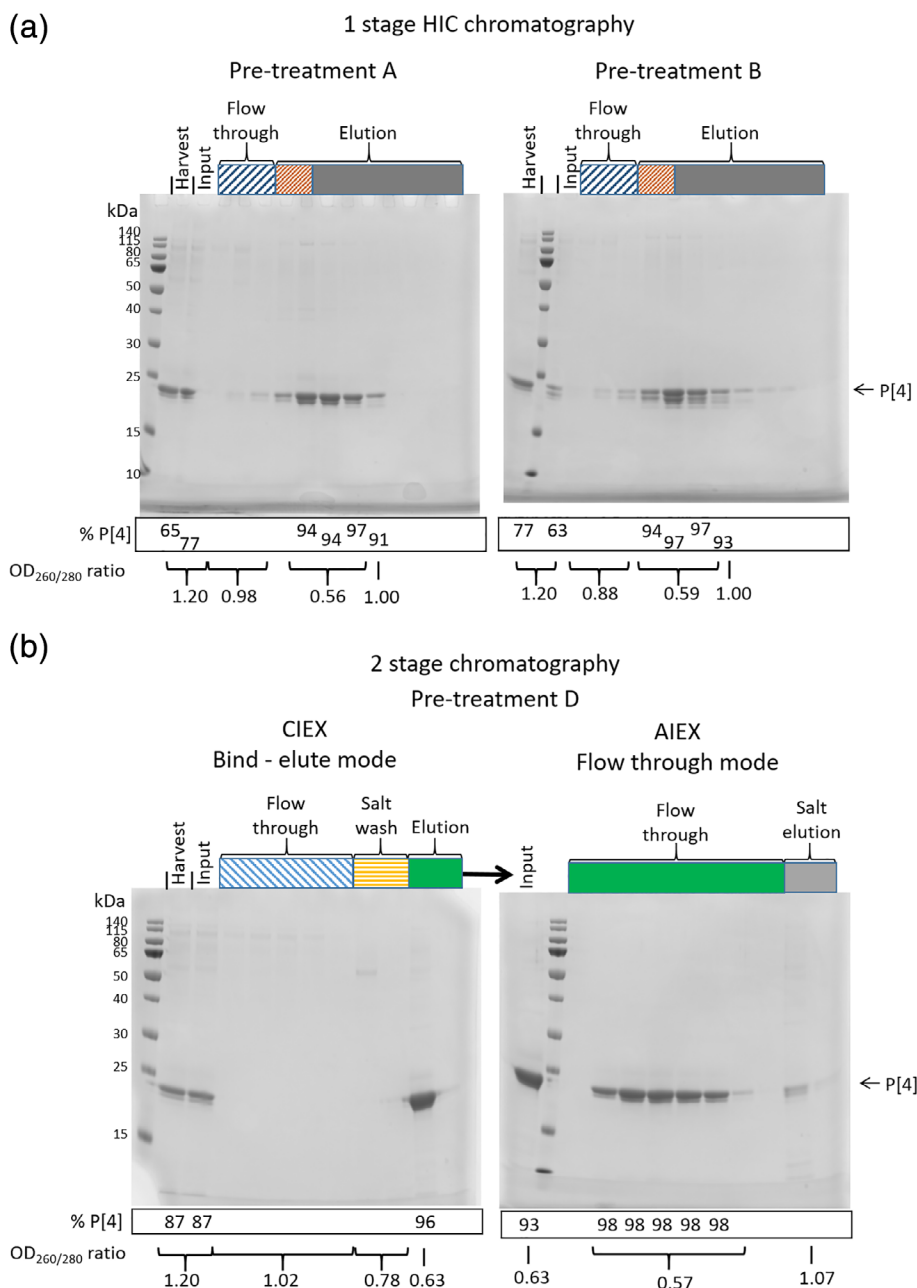 (a)
1 stage HIC chromatography
Pre-treatment A
Pre-treatment B
Harvest
Input
Flow through
Elution
Harvest
Input
Flow through
Elution
kDa
140
115
80
65
50
40
30
25
15
10
← P[4]
% P[4]
65
77
94
94
97
91
77
63
94
97
97
93
OD260/280 ratio
1.20
0.98
0.56
1.00
1.20
0.88
0.59
1.00
(b)
2 stage chromatography
Pre-treatment D
CIEX
Bind - elute mode
AIEX
Flow through mode
Harvest
Input
Flow through
Salt wash
Elution
Input
Flow through
Salt elution
kDa
140
115
80
65
50
40
30
25
15
← P[4]
% P[4]
87 87
96
93
98 98 98 98 98
OD260/280 ratio
1.20
1.02
0.78
0.63
0.63
0.57
1.07